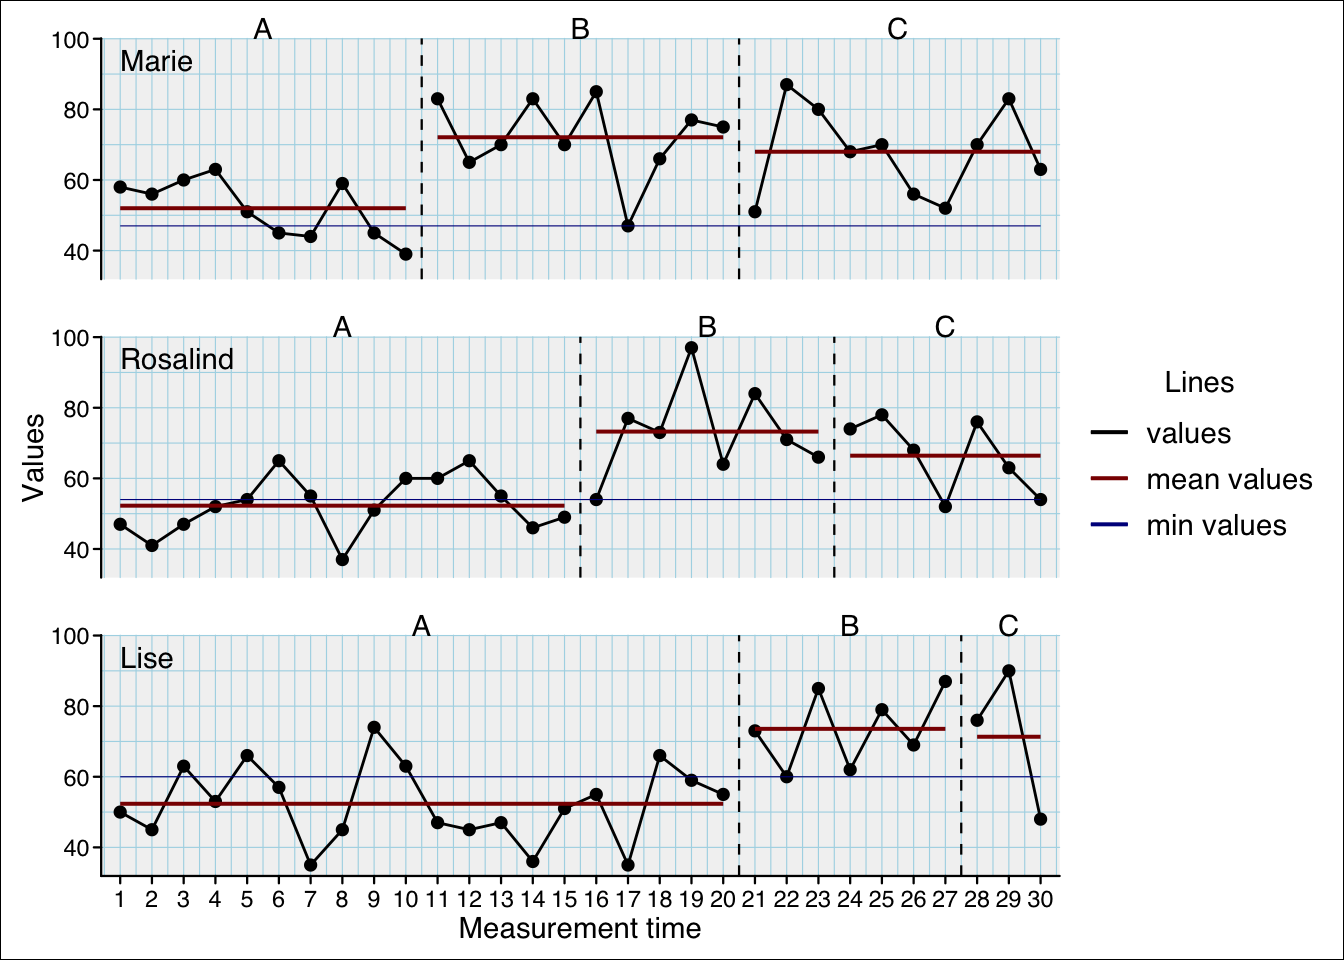 A B C
100
Marie
80
60
40
A B C
100
Rosalind
80
60
40
Values
Lines
values
mean values
min values
A B C
100
Lise
80
60
40
1 2 3 4 5 6 7 8 9 10 11 12 13 14 15 16 17 18 19 20 21 22 23 24 25 26 27 28 29 30
Measurement time